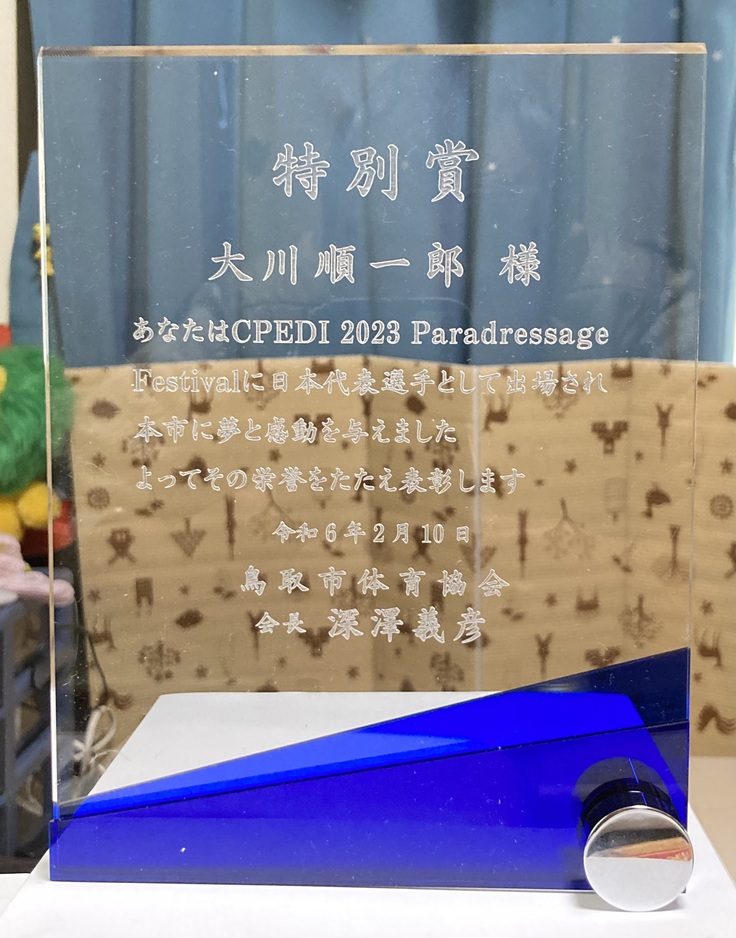 特別賞
大川順一郎 様
あなたはCPEDI 2023 Paradressage
Festivalに日本代表選手として出場され
本市に夢と感動を与えました
よってその栄誉をたたえ表彰します
令和6年2月10日
鳥取市体育協会
会長 深澤義彦